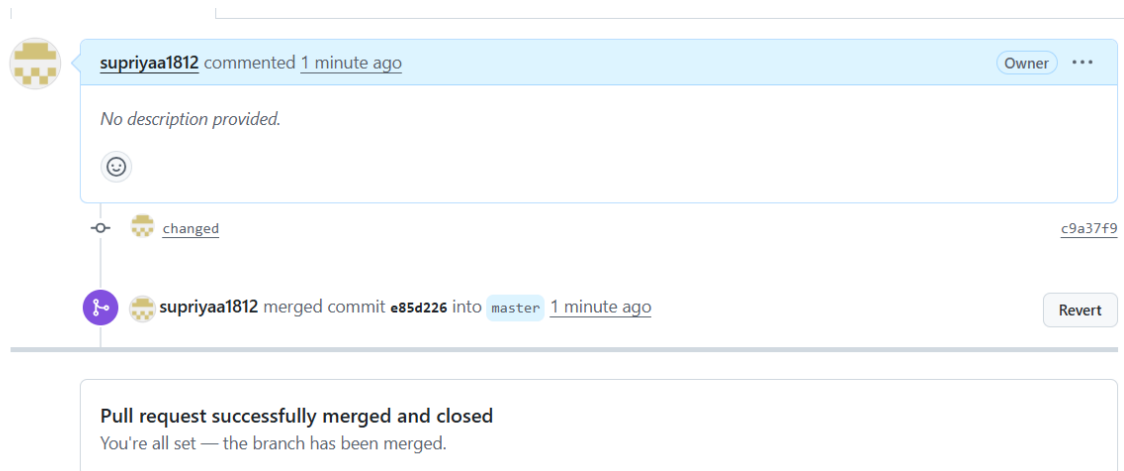 supriyaa1812 commented 1 minute ago Owner ...
No description provided.
changed c9a37f9
supriyaa1812 merged commit e85d226 into master 1 minute ago Revert
Pull request successfully merged and closed
You're all set — the branch has been merged.